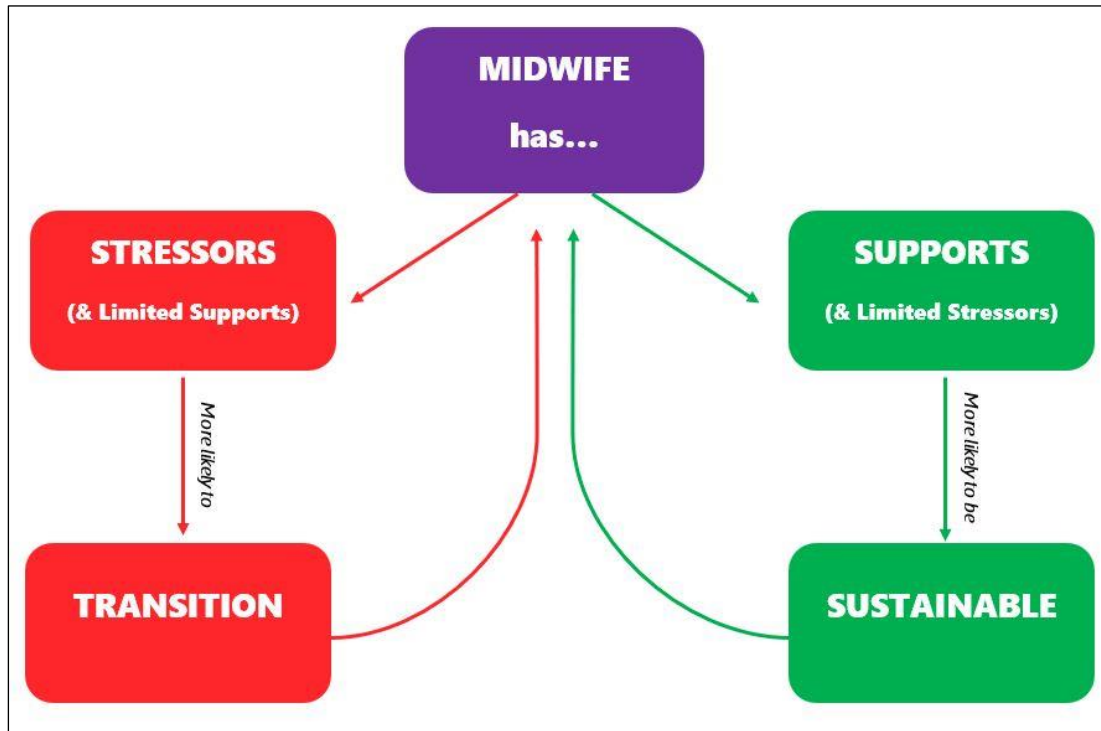 MIDWIFE
has...
STRESSORS
(& Limited Supports)
SUPPORTS
(& Limited Stressors)
More likely to
More likely to be
TRANSITION
SUSTAINABLE